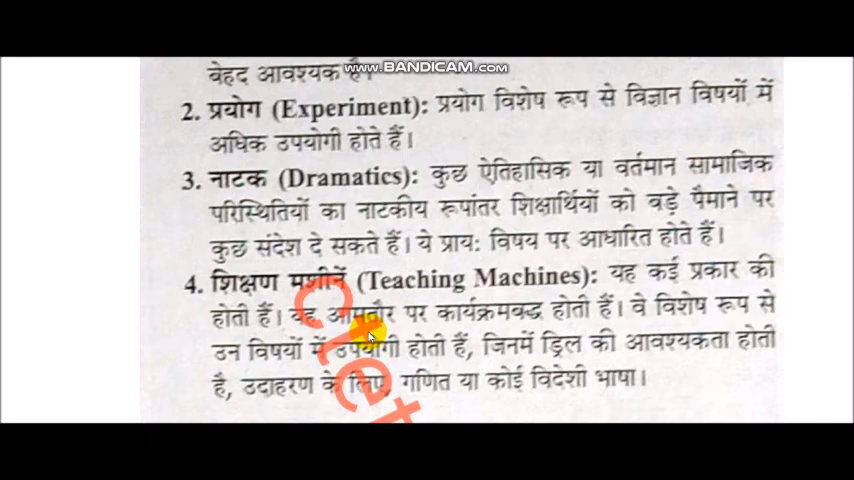 www.BANDICAM.com
बेहद आवश्यक है।
2. प्रयोग (Experiment): प्रयोग विशेष रूप से विज्ञान विषयों में
अधिक उपयोगी होते हैं।
3. नाटक (Dramatics): कुछ ऐतिहासिक या वर्तमान सामाजिक
परिस्थितियों का नाटकीय रूपांतर शिक्षार्थियों को बड़े पैमाने पर
कुछ संदेश दे सकते हैं। ये प्राय: विषय पर आधारित होते हैं।
4. शिक्षण मशीनें (Teaching Machines): यह कई प्रकार की
होती हैं। यह आमतौर पर कार्यक्रमबद्ध होती हैं। वे विशेष रूप से
उन विषयों में उपयोगी होती हैं, जिनमें ड्रिल की आवश्यकता होती
है, उदाहरण के लिए, गणित या कोई विदेशी भाषा।
Ctet